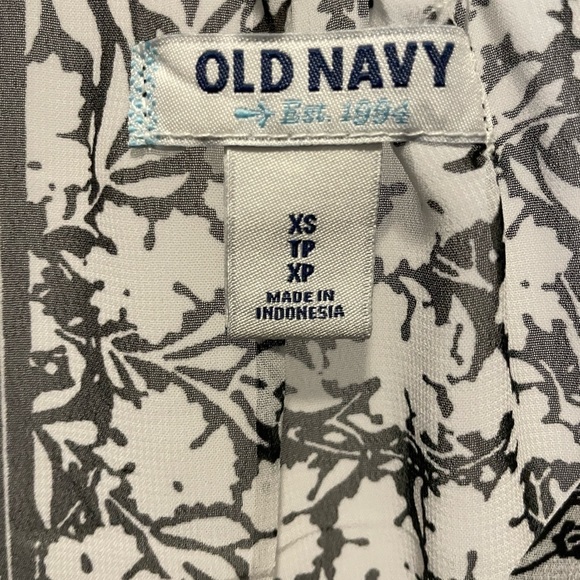 OLD NAVY
Est. 1994
XS
TP
XP
MADE IN
INDONESIA